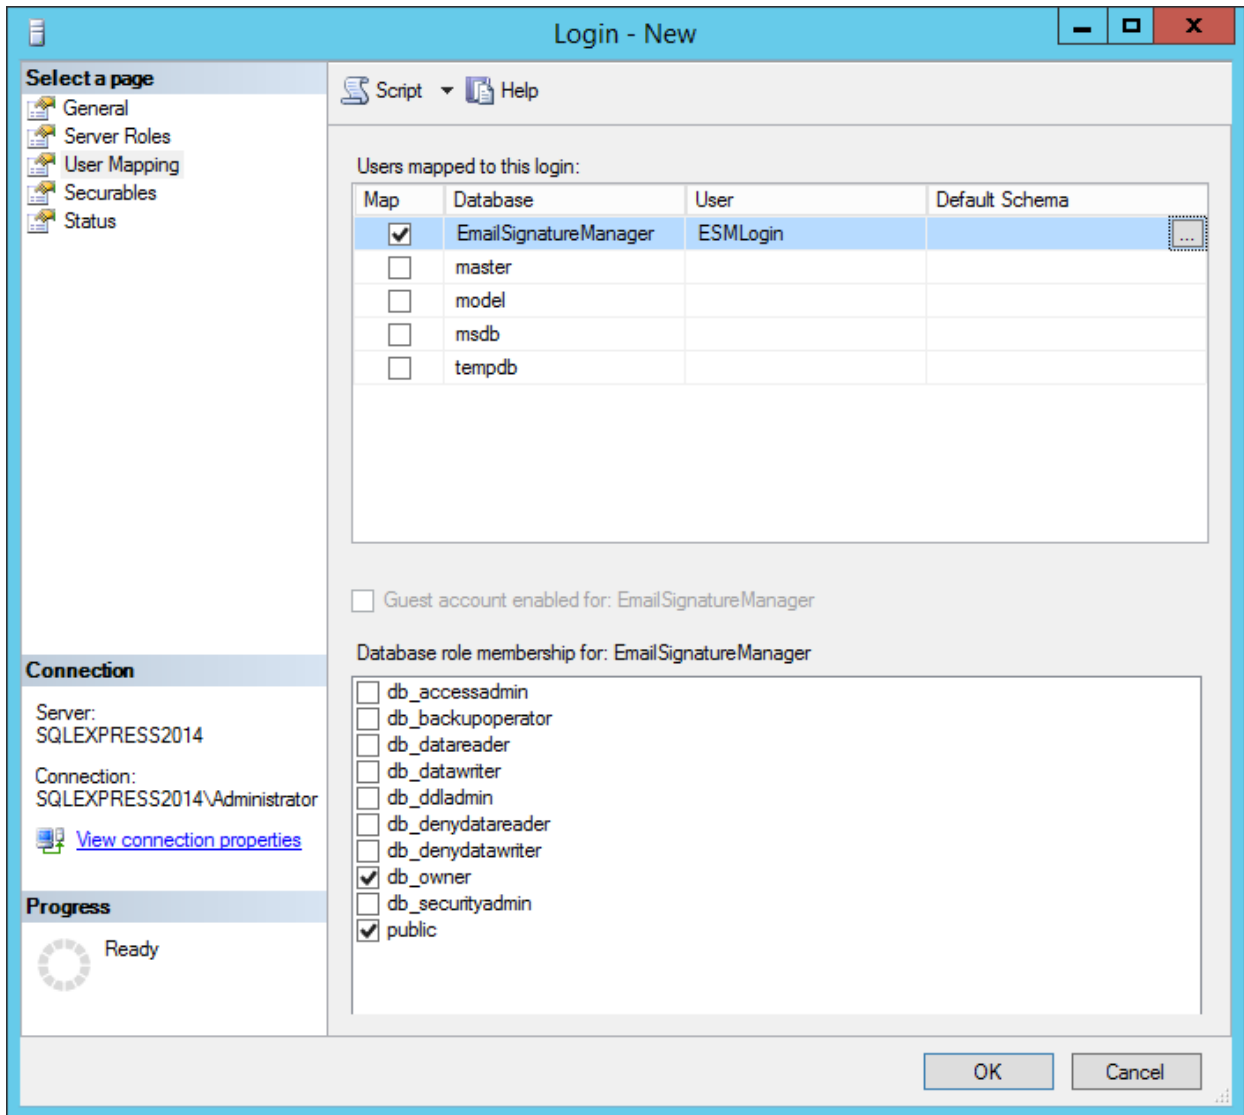 Login - New
Select a page
General
Server Roles
User Mapping
Securables
Status
Script Help
Users mapped to this login:
Map Database User Default Schema
EmailSignatureManager ESMLogin ...
master
model
msdb
tempdb
Guest account enabled for: EmailSignatureManager
Database role membership for: EmailSignatureManager
db_accessadmin
db_backupoperator
db_datareader
db_datawriter
db_ddladmin
db_denydatareader
db_denydatawriter
db_owner
db_securityadmin
public
Connection
Server:
SQLEXPRESS2014
Connection:
SQLEXPRESS2014\Administrator
View connection properties
Progress
Ready
OK Cancel